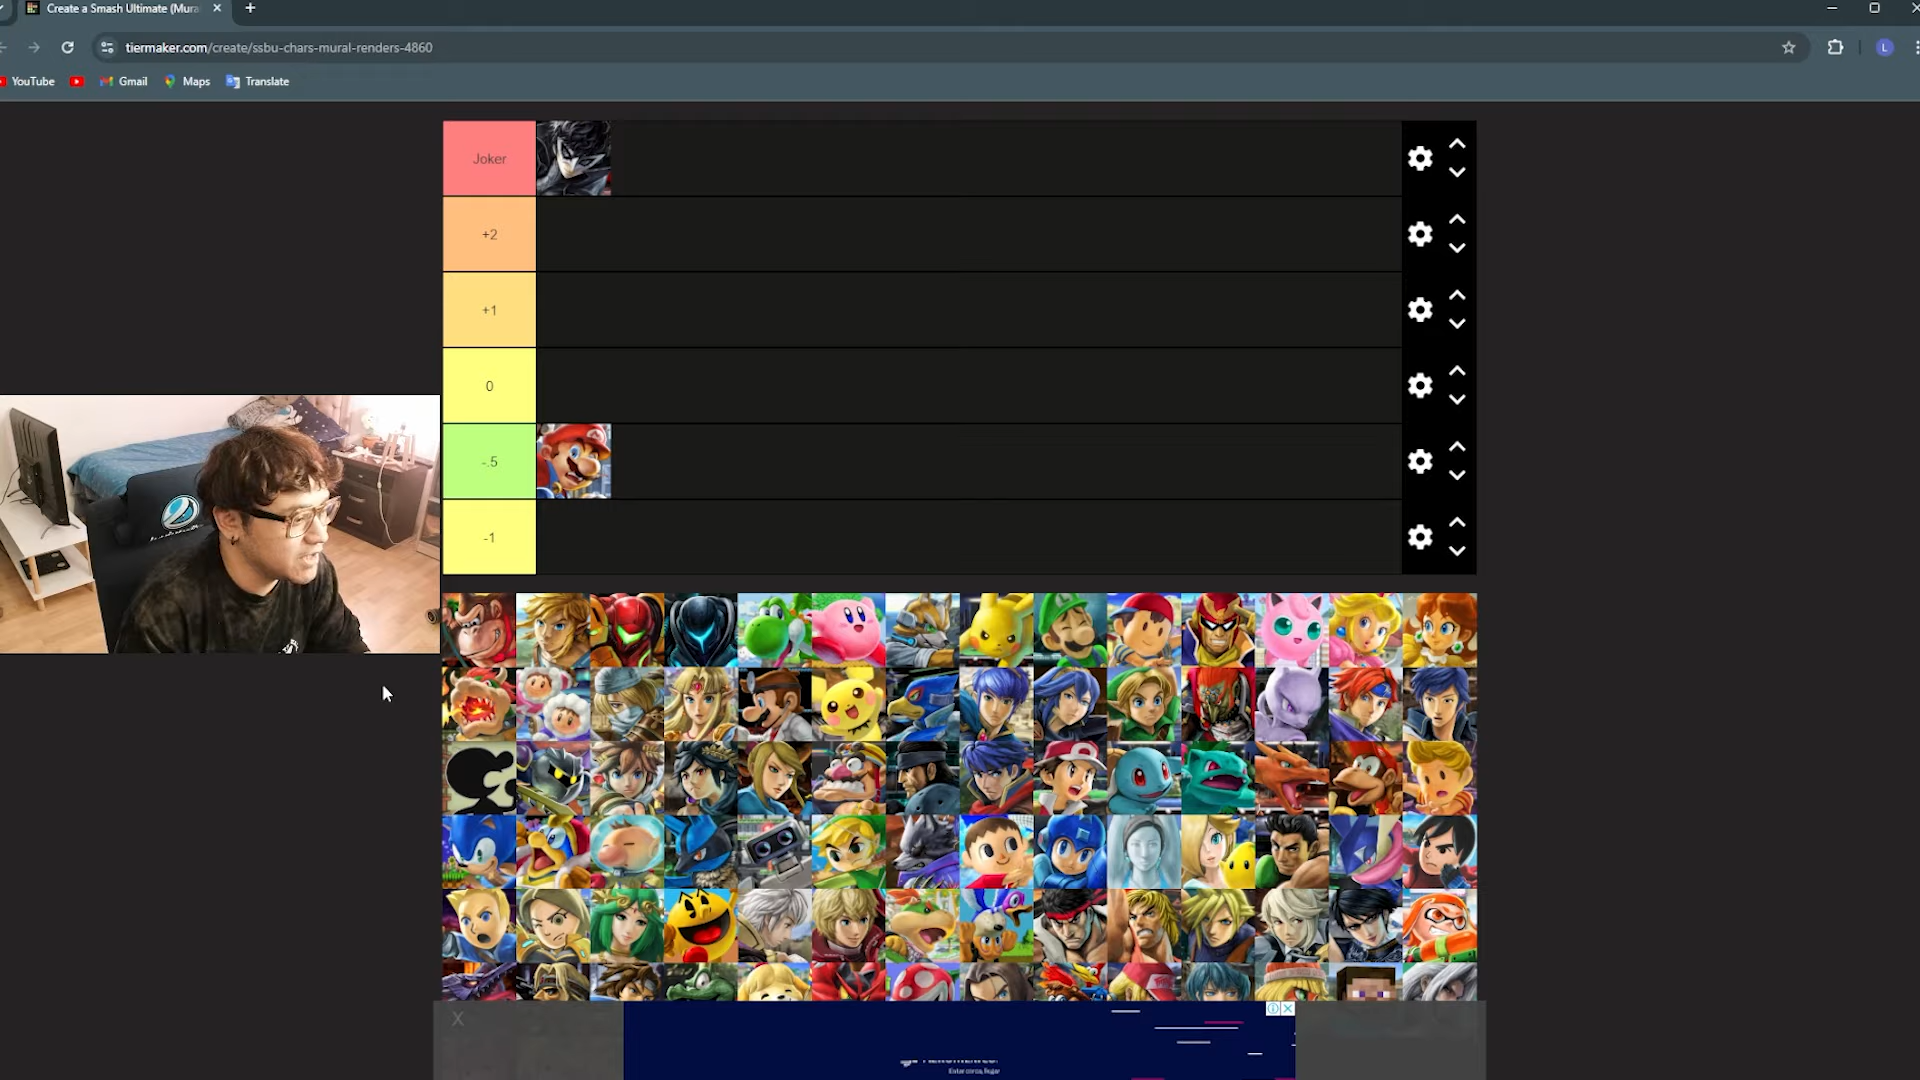 Create a Smash Ultimate (Mura
tiermaker.com/create/ssbu-chars-mural-renders-4860
L
YouTube
Gmail
Maps
Translate
Joker
+2
+1
0
-.5
-1
X